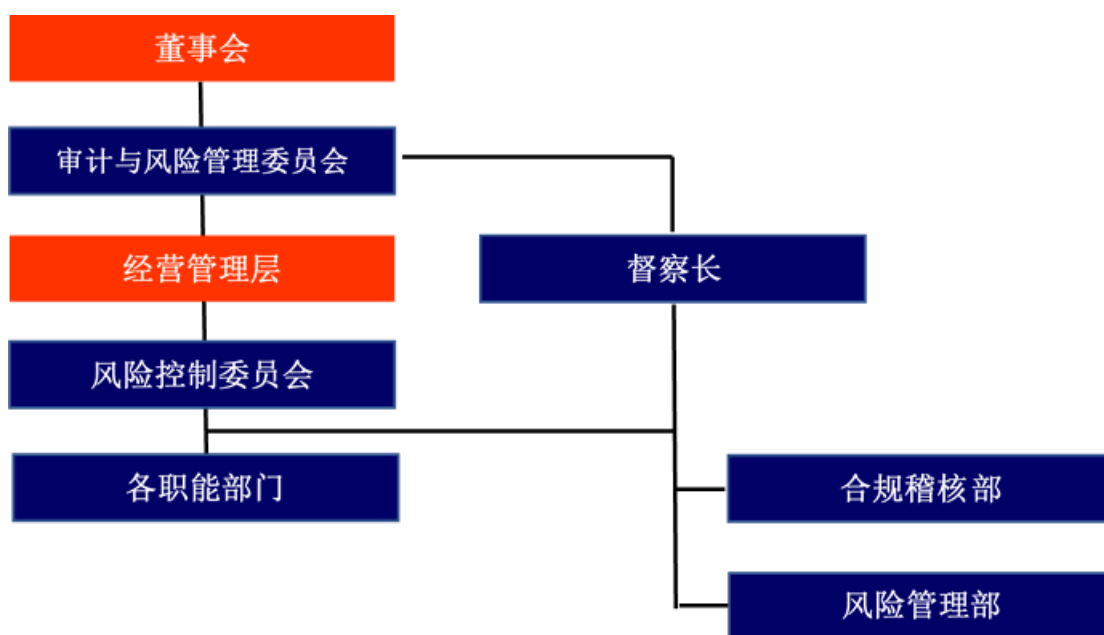 董事会
审计与风险管理委员会
经营管理层
督察长
风险控制委员会
各职能部门
合规稽核部
风险管理部